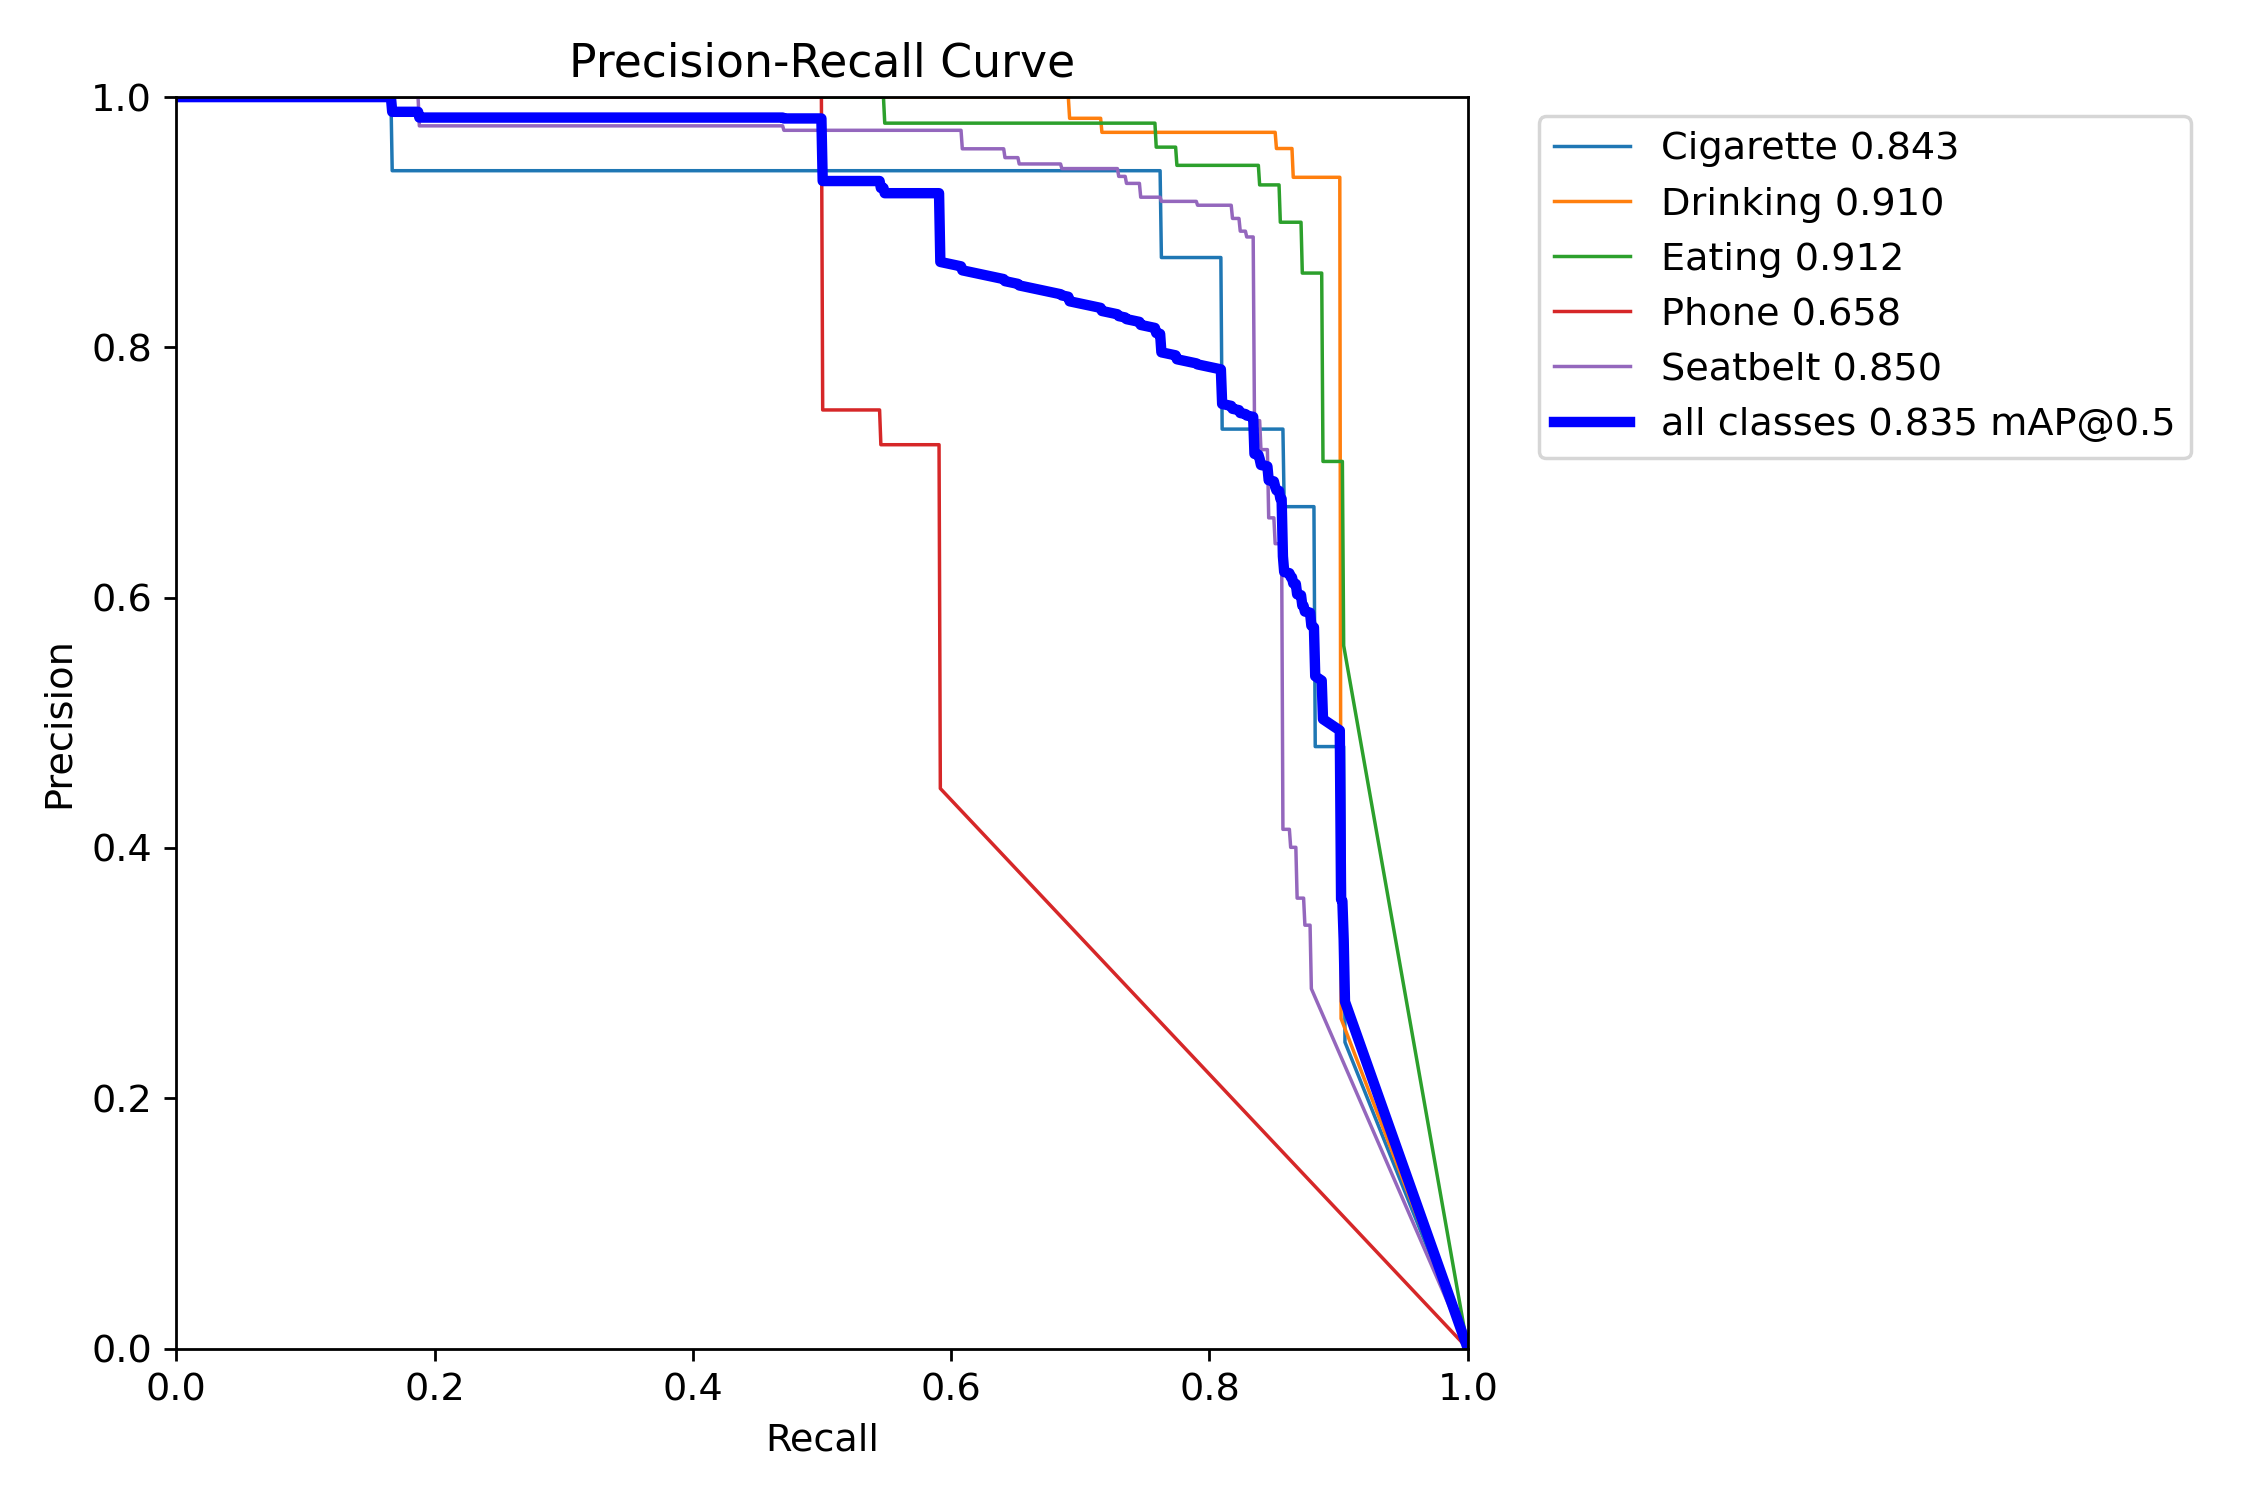 Precision-Recall Curve
1.0
0.8
0.6
0.4
0.2
0.0
Precision
0.0 0.2 0.4 0.6 0.8 1.0
Recall
Cigarette 0.843
Drinking 0.910
Eating 0.912
Phone 0.658
Seatbelt 0.850
all classes 0.835 mAP@0.5